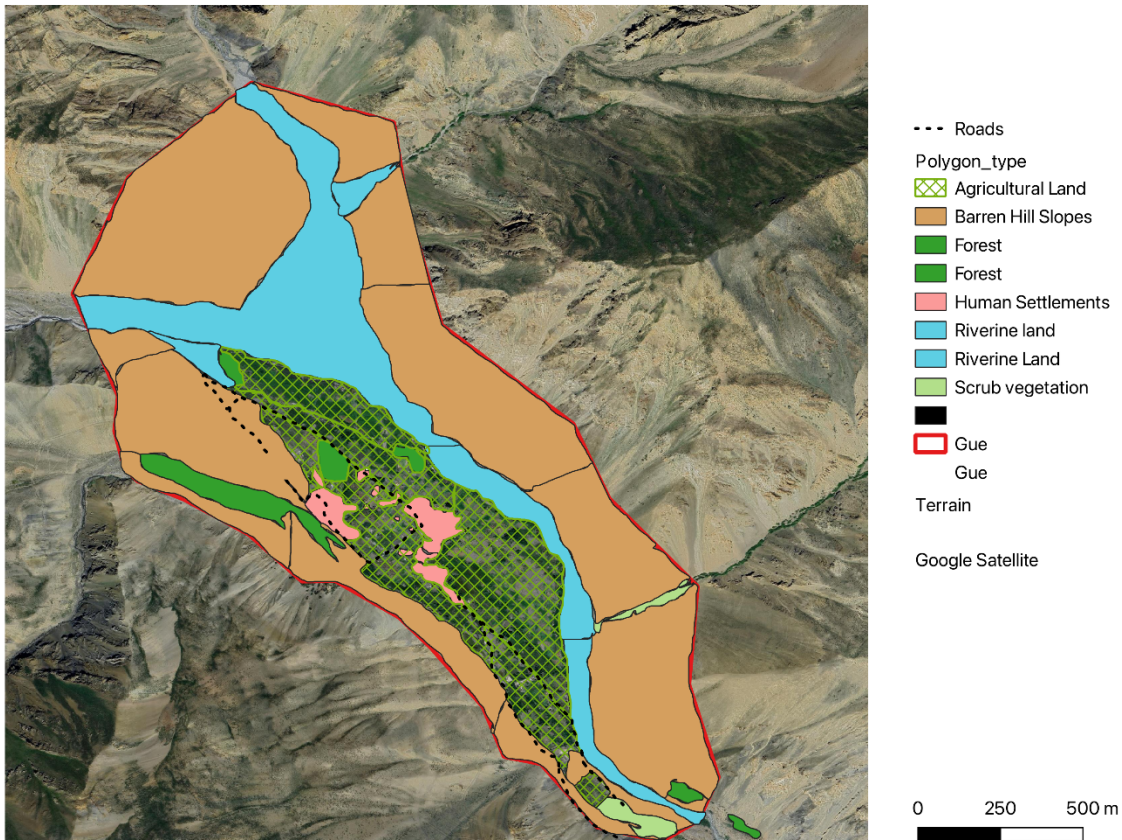 Roads
Polygon_type
Agricultural Land
Barren Hill Slopes
Forest
Forest
Human Settlements
Riverine land
Riverine Land
Scrub vegetation
Gue
Gue
Terrain
Google Satellite
0 250 500 m